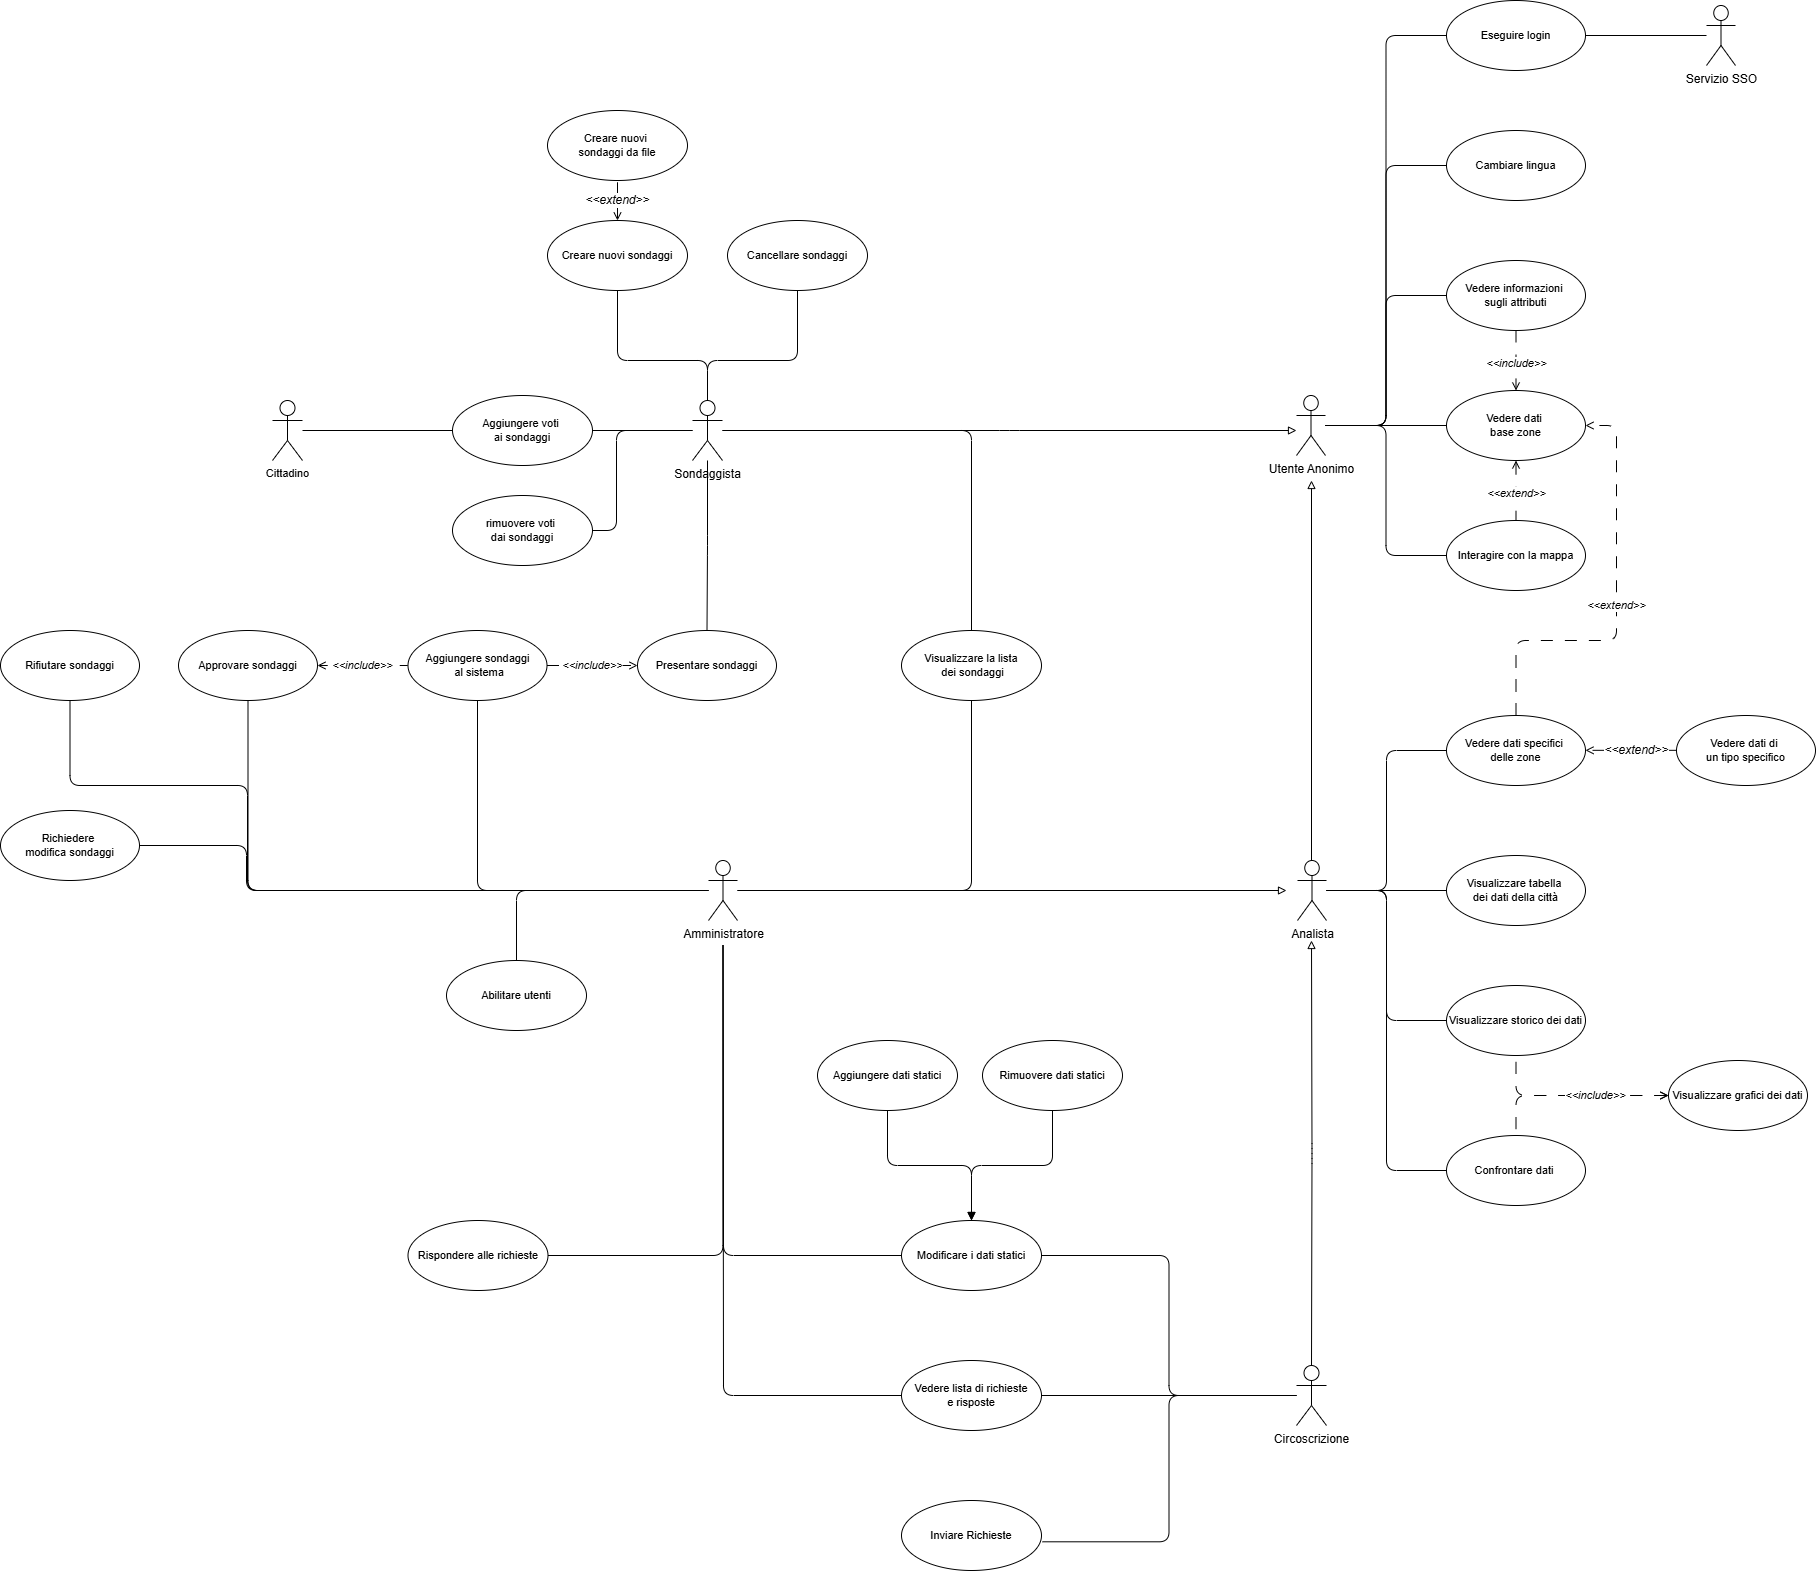 Eseguire login
Servizio SSO
Creare nuovi
sondaggi da file
<<extend>>
Cambiare lingua
Creare nuovi sondaggi
Cancellare sondaggi
Vedere informazioni
sugli attributi
<<include>>
Cittadino
Aggiungere voti
ai sondaggi
Sondaggista
Utente Anonimo
Vedere dati
base zone
<<extend>>
rimuovere voti
dai sondaggi
Interagire con la mappa
<<extend>>
Rifiutare sondaggi
Approvare sondaggi
<<include>>
Aggiungere sondaggi
al sistema
<<include>>
Presentare sondaggi
Visualizzare la lista
dei sondaggi
Vedere dati specifici
delle zone
<<extend>>
Vedere dati di
un tipo specifico
Richiedere
modifica sondaggi
Amministratore
Analista
Visualizzare tabella
dei dati della città
Abilitare utenti
Visualizzare storico dei dati
Aggiungere dati statici
Rimuovere dati statici
<<include>>
Visualizzare grafici dei dati
Confrontare dati
Rispondere alle richieste
Modificare i dati statici
Vedere lista di richieste
e risposte
Circoscrizione
Inviare Richieste